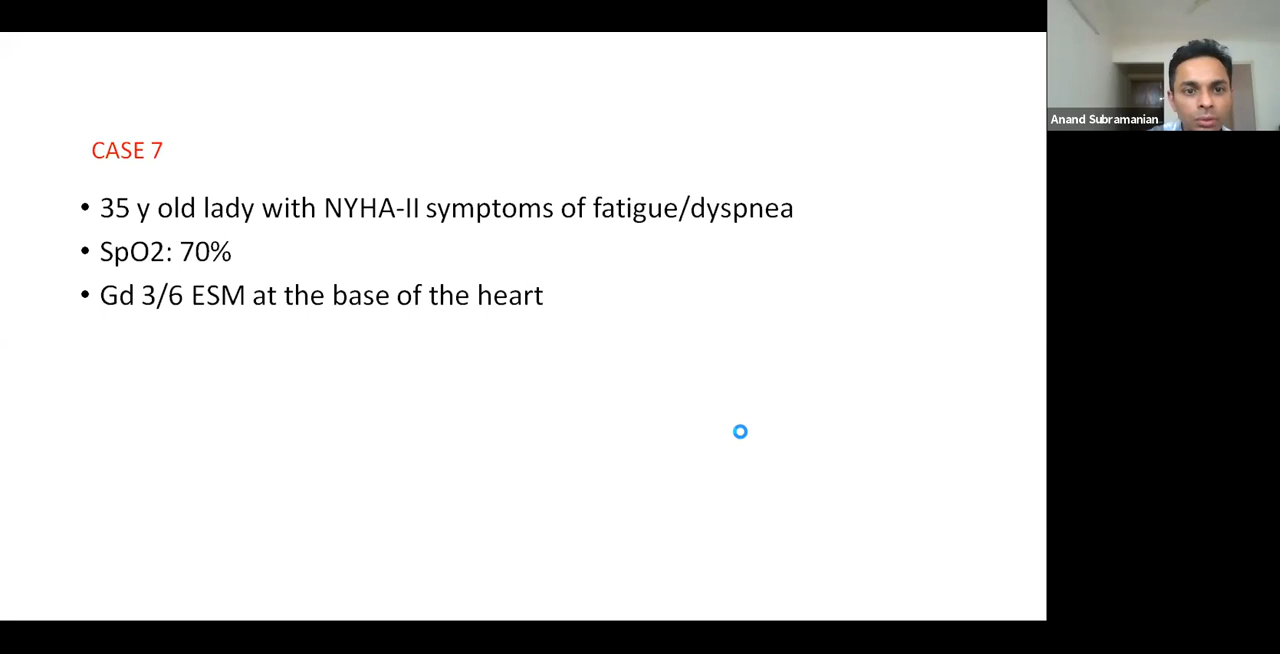 CASE 7
• 35 y old lady with NYHA-II symptoms of fatigue/dyspnea
• SpO2: 70%
• Gd 3/6 ESM at the base of the heart
Anand Subramanian